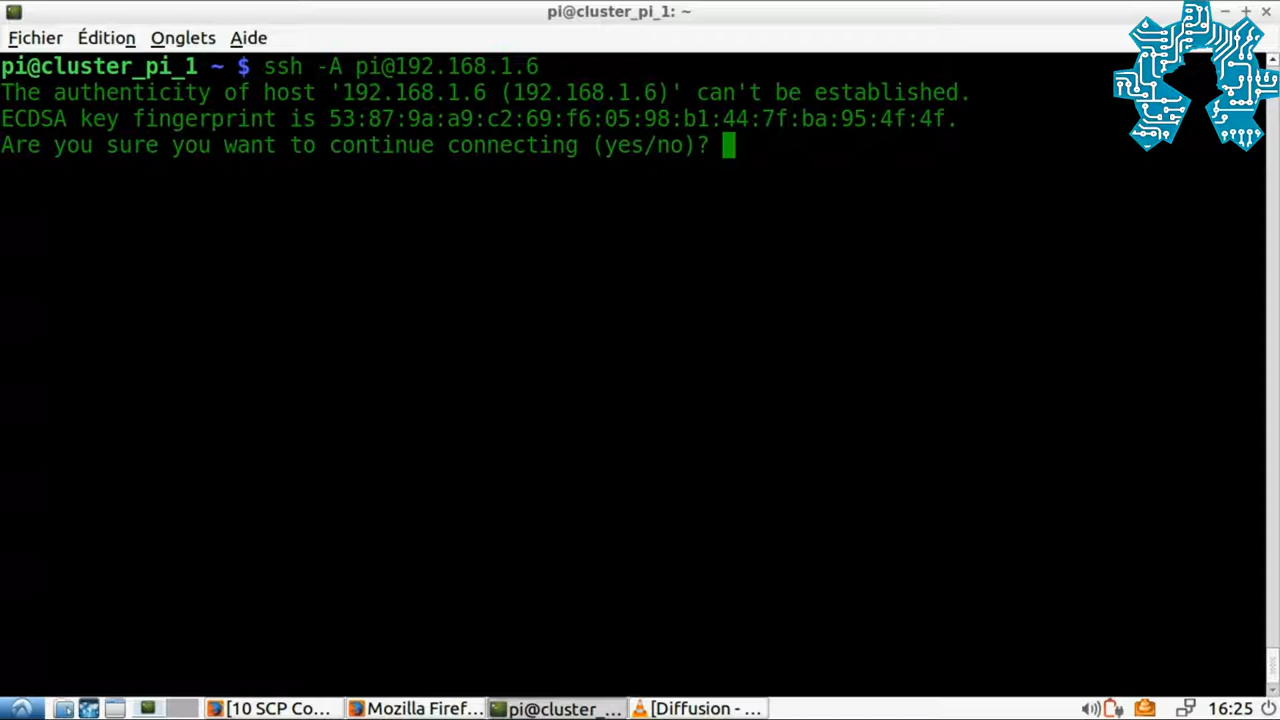 pi@cluster_pi_1: ~
Fichier Édition Onglets Aide
pi@cluster_pi_1 ~ $ ssh -A pi@192.168.1.6
The authenticity of host '192.168.1.6 (192.168.1.6)' can't be established.
ECDSA key fingerprint is 53:87:9a:a9:c2:69:f6:05:98:b1:44:7f:ba:95:4f:4f.
Are you sure you want to continue connecting (yes/no)?
[10 SCP Co... Mozilla Firef... pi@cluster_... [Diffusion - ... 16:25